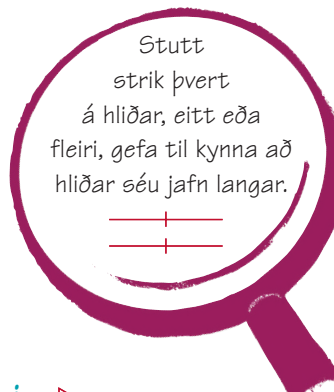 Stutt
strik þvert
á hliðar, eitt eða
fleiri, gefa til kynna að
hliðar séu jafn langar.